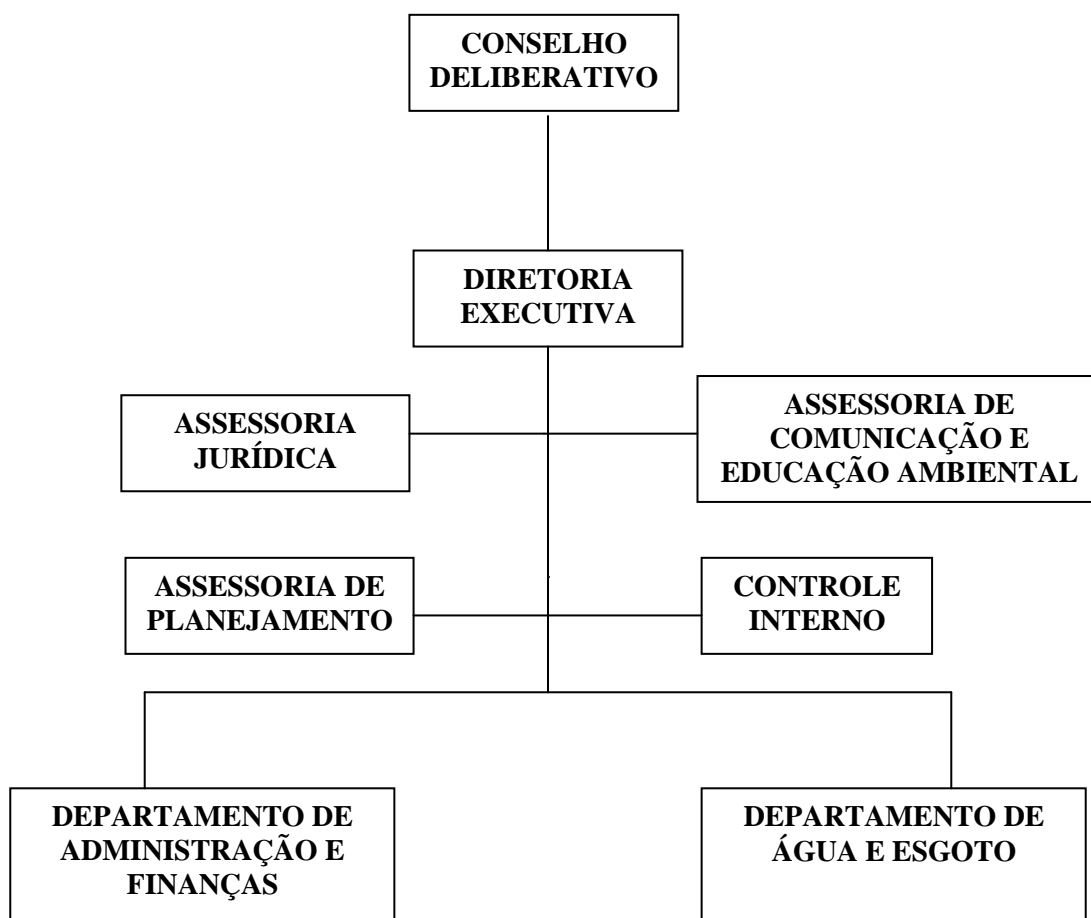 CONSELHO
DELIBERATIVO
DIRETORIA
EXECUTIVA
ASSESSORIA
JURÍDICA
ASSESSORIA DE
COMUNICAÇÃO E
EDUCAÇÃO AMBIENTAL
ASSESSORIA DE
PLANEJAMENTO
CONTROLE
INTERNO
DEPARTAMENTO DE
ADMINISTRAÇÃO E
FINANÇAS
DEPARTAMENTO DE
ÁGUA E ESGOTO